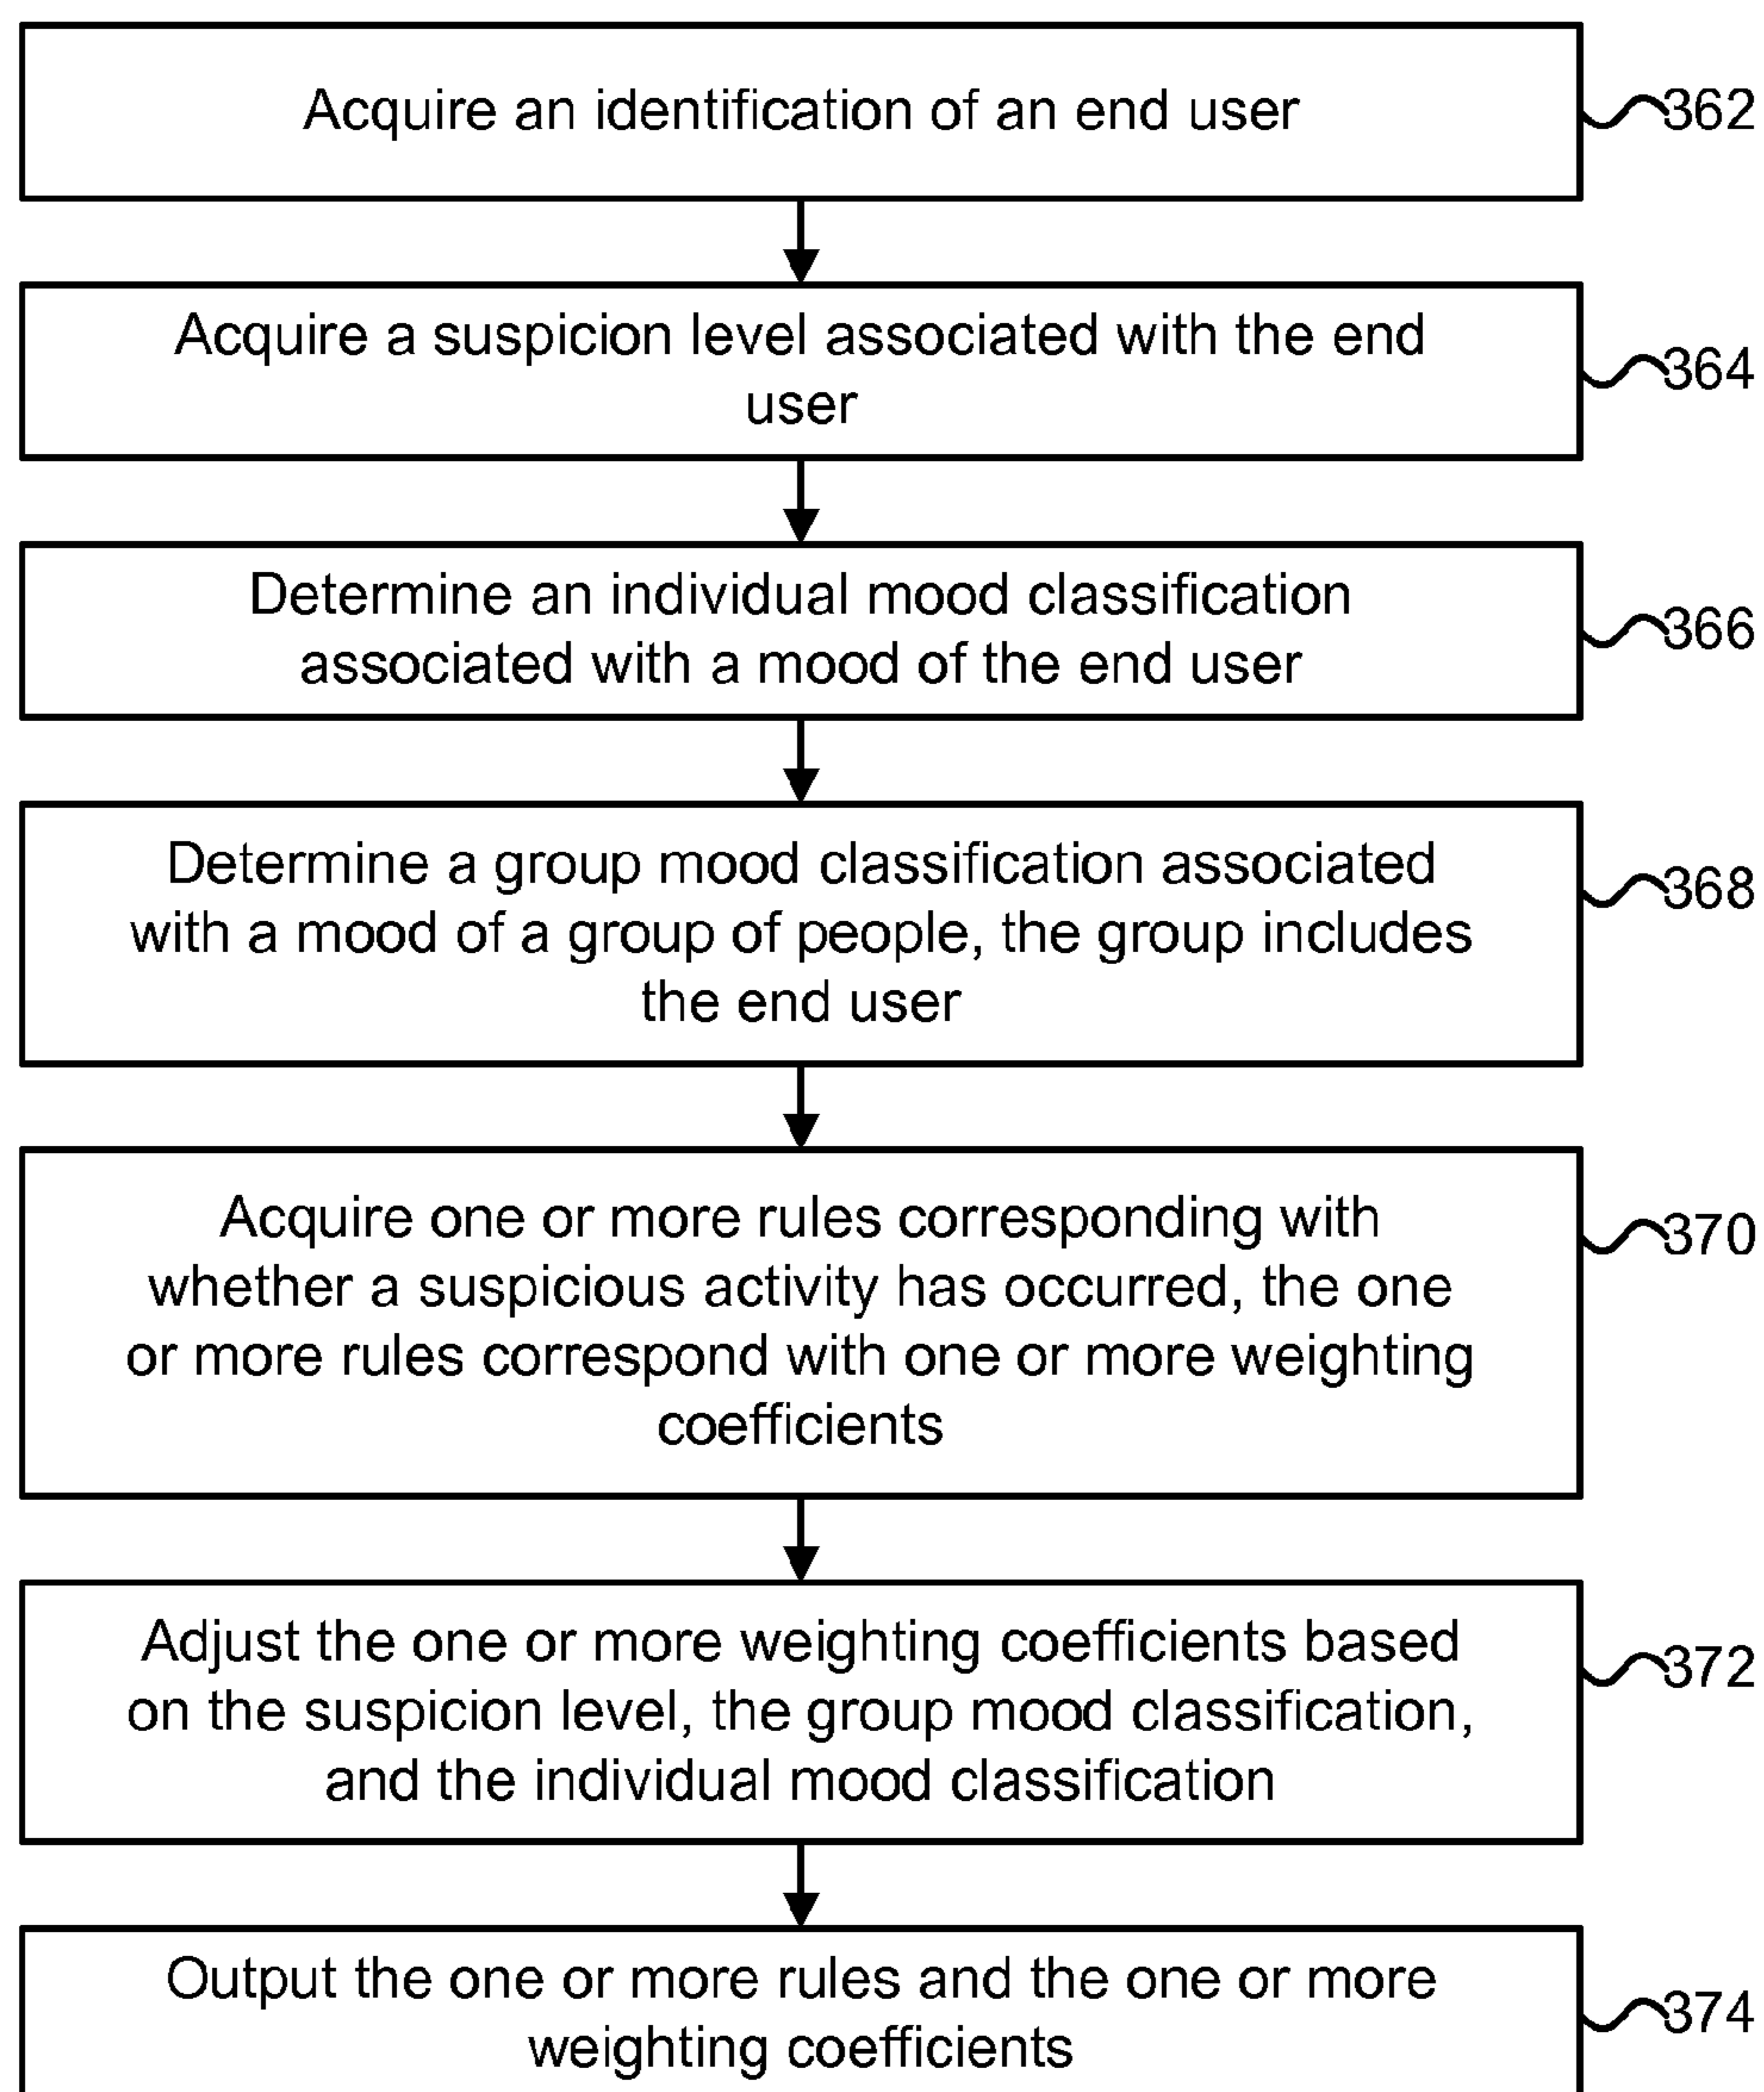 Acquire an identification of an end user
362
Acquire a suspicion level associated with the end
user
364
Determine an individual mood classification
associated with a mood of the end user
366
Determine a group mood classification associated
with a mood of a group of people, the group includes
the end user
368
Acquire one or more rules corresponding with
whether a suspicious activity has occurred, the one
or more rules correspond with one or more weighting
coefficients
370
Adjust the one or more weighting coefficients based
on the suspicion level, the group mood classification,
and the individual mood classification
372
Output the one or more rules and the one or more
weighting coefficients
374